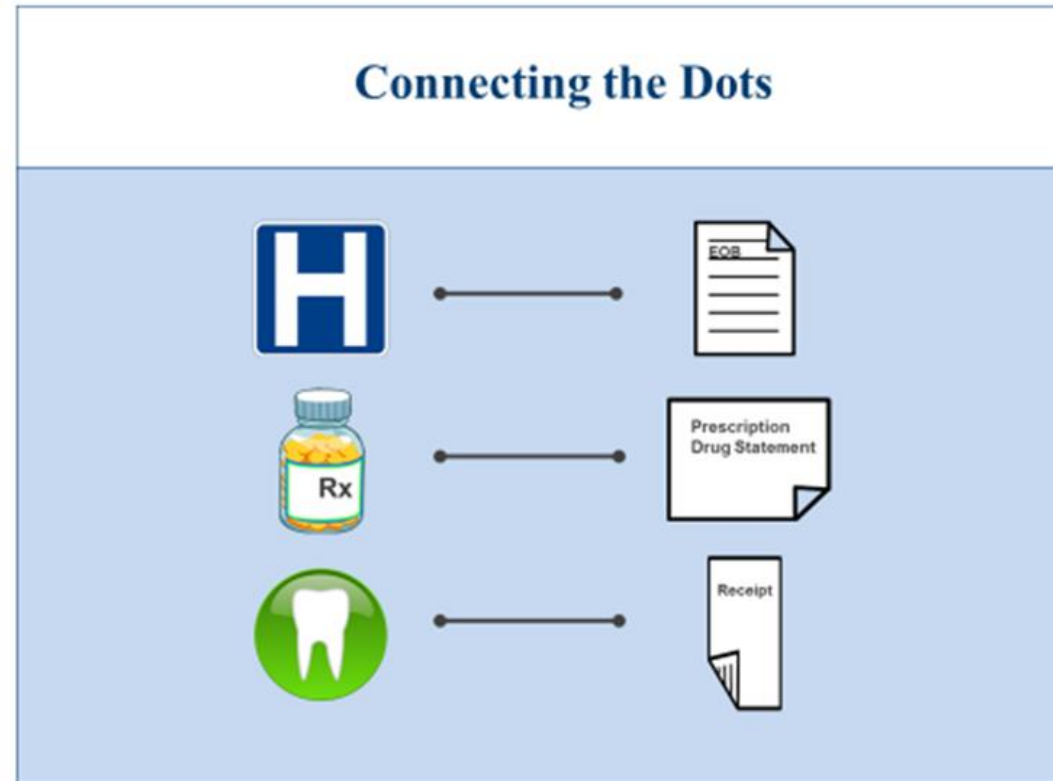 Connecting the Dots
H
EOB
Rx
Prescription
Drug Statement
Receipt